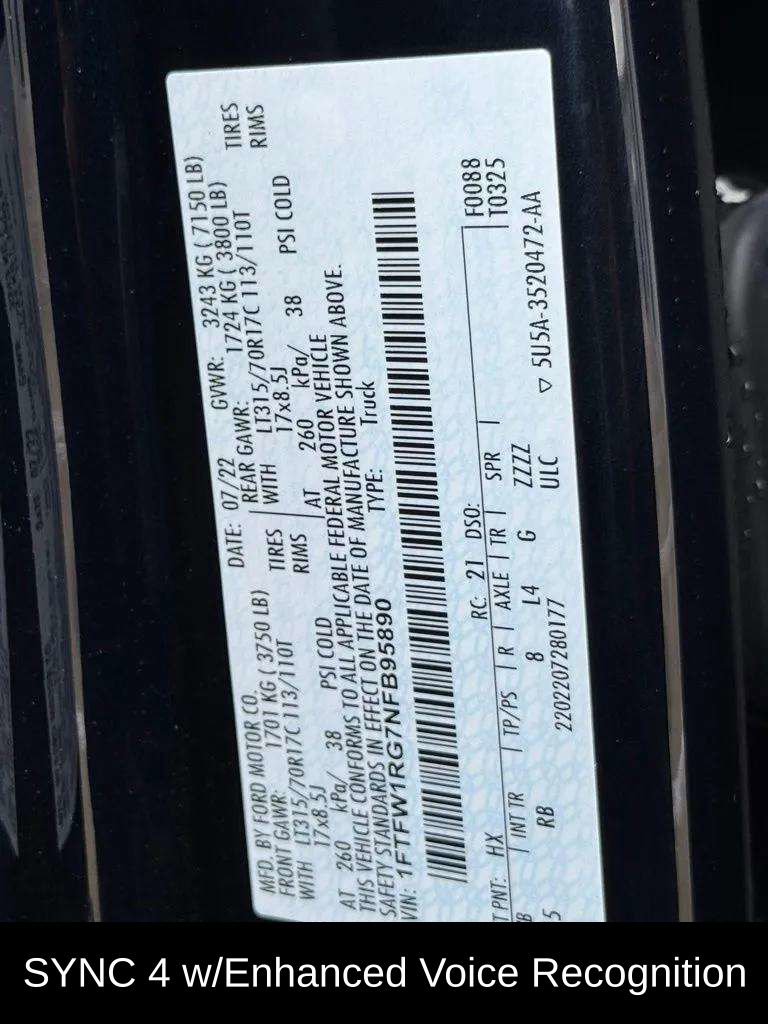 MFD. BY FORD MOTOR CO. DATE: 07/22 GVWR: 3243 KG ( 7150 LB)
FRONT GAWR: 1701 KG ( 3750 LB) REAR GAWR: 1724 KG ( 3800 LB)
WITH LT315/70R17C 113/110T TIRES WITH LT315/70R17C 113/110T TIRES
17x8.5J RIMS 17x8.5J RIMS
AT 260 kPa/ 38 PSI COLD AT 260 kPa/ 38 PSI COLD
THIS VEHICLE CONFORMS TO ALL APPLICABLE FEDERAL MOTOR VEHICLE
SAFETY STANDARDS IN EFFECT ON THE DATE OF MANUFACTURE SHOWN ABOVE.
VIN: 1FTFW1RG7NFB95890 TYPE: Truck
F0088
T PNT: HX RC: 21 DSO: T0325
INT TR TP/PS R AXLE TR SPR
RB 8 L4 G ZZZZ
5 2202207280177 ULC ▽ 5U5A-3520472-AA
SYNC 4 w/Enhanced Voice Recognition